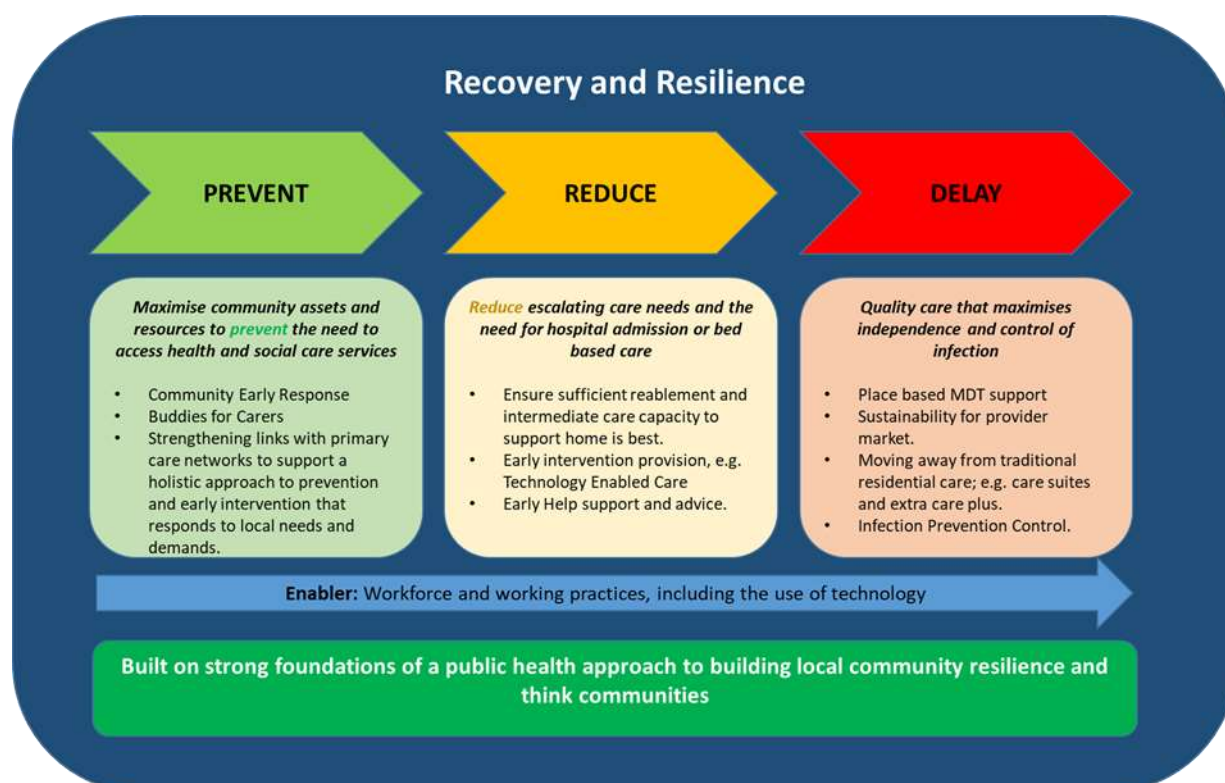 Recovery and Resilience
PREVENT
REDUCE
DELAY
Maximise community assets and
resources to prevent the need to
access health and social care services
• Community Early Response
• Buddies for Carers
• Strengthening links with primary
care networks to support a
holistic approach to prevention
and early intervention that
responds to local needs and
demands.
Reduce escalating care needs and the
need for hospital admission or bed
based care
• Ensure sufficient reablement and
intermediate care capacity to
support home is best.
• Early intervention provision, e.g.
Technology Enabled Care
• Early Help support and advice.
Quality care that maximises
independence and control of
infection
• Place based MDT support
• Sustainability for provider
market.
• Moving away from traditional
residential care; e.g. care suites
and extra care plus.
• Infection Prevention Control.
Enabler: Workforce and working practices, including the use of technology
Built on strong foundations of a public health approach to building local community resilience and
think communities